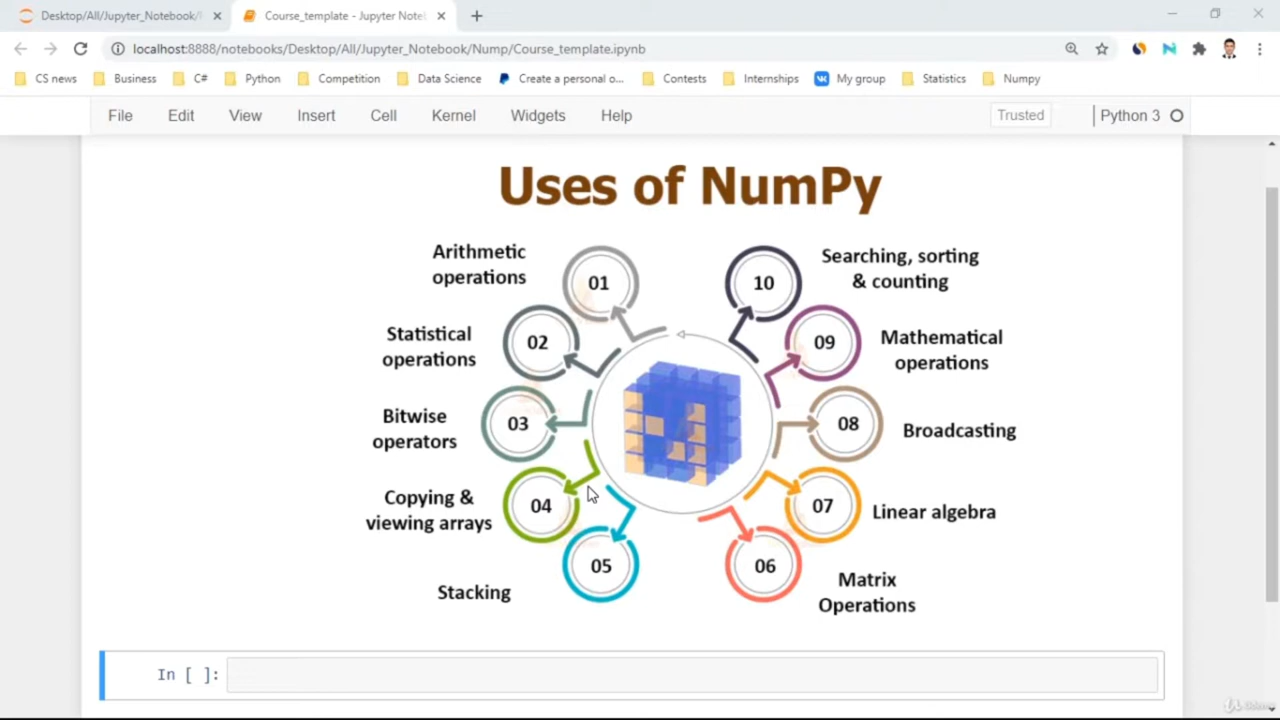 Desktop/All/Jupyter_Notebook/
Course_template - Jupyter Note
localhost:8888/notebooks/Desktop/All/Jupyter_Notebook/Nump/Course_template.ipynb
CS news
Business
C#
Python
Competition
Data Science
Create a personal o...
Contests
Internships
My group
Statistics
Numpy
File
Edit
View
Insert
Cell
Kernel
Widgets
Help
Trusted
Python 3
Uses of NumPy
Arithmetic
operations
01
Statistical
operations
02
Bitwise
operators
03
Copying &
viewing arrays
04
Stacking
05
10
Searching, sorting
& counting
09
Mathematical
operations
08
Broadcasting
07
Linear algebra
06
Matrix
Operations
In [ ]: